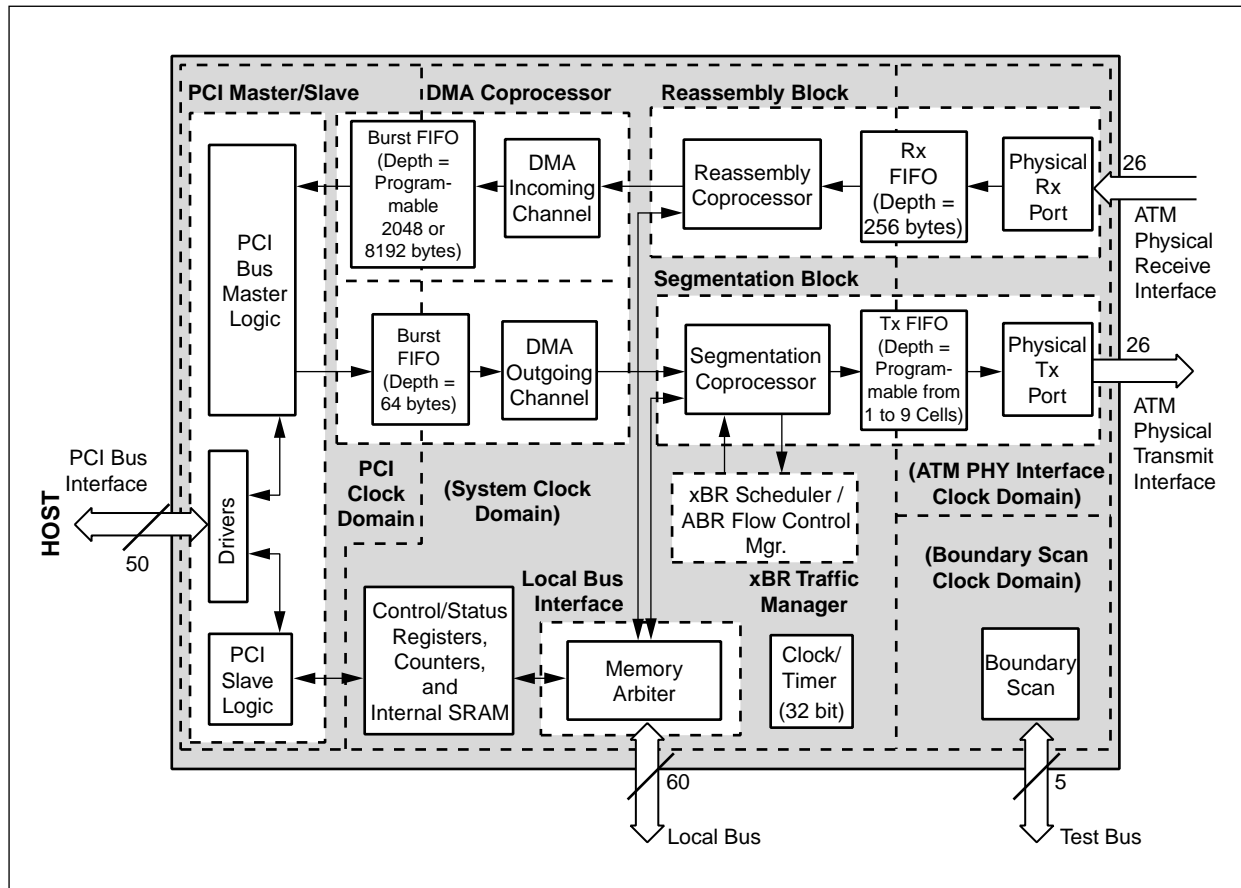 PCI Master/Slave
DMA Coprocessor
Reassembly Block
Burst FIFO
(Depth =
Program-
mable
2048 or
8192 bytes)
DMA
Incoming
Channel
Reassembly
Coprocessor
Rx
FIFO
(Depth =
256 bytes)
Physical
Rx
Port
26
ATM
Physical
Receive
Interface
PCI
Bus
Master
Logic
Segmentation Block
Burst
FIFO
(Depth =
64 bytes)
DMA
Outgoing
Channel
Segmentation
Coprocessor
Tx FIFO
(Depth =
Program-
mable from
1 to 9 Cells)
Physical
Tx
Port
26
ATM
Physical
Transmit
Interface
PCI Bus
Interface
HOST
50
Drivers
PCI
Clock
Domain
(System Clock
Domain)
xBR Scheduler /
ABR Flow Control
Mgr.
(ATM PHY Interface
Clock Domain)
xBR Traffic
Manager
(Boundary Scan
Clock Domain)
Local Bus
Interface
PCI
Slave
Logic
Control/Status
Registers,
Counters,
and
Internal SRAM
Memory
Arbiter
Clock/
Timer
(32 bit)
Boundary
Scan
60
Local Bus
5
Test Bus